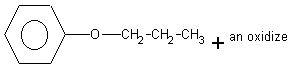 O—CH2-CH2-CH3 + an oxidize